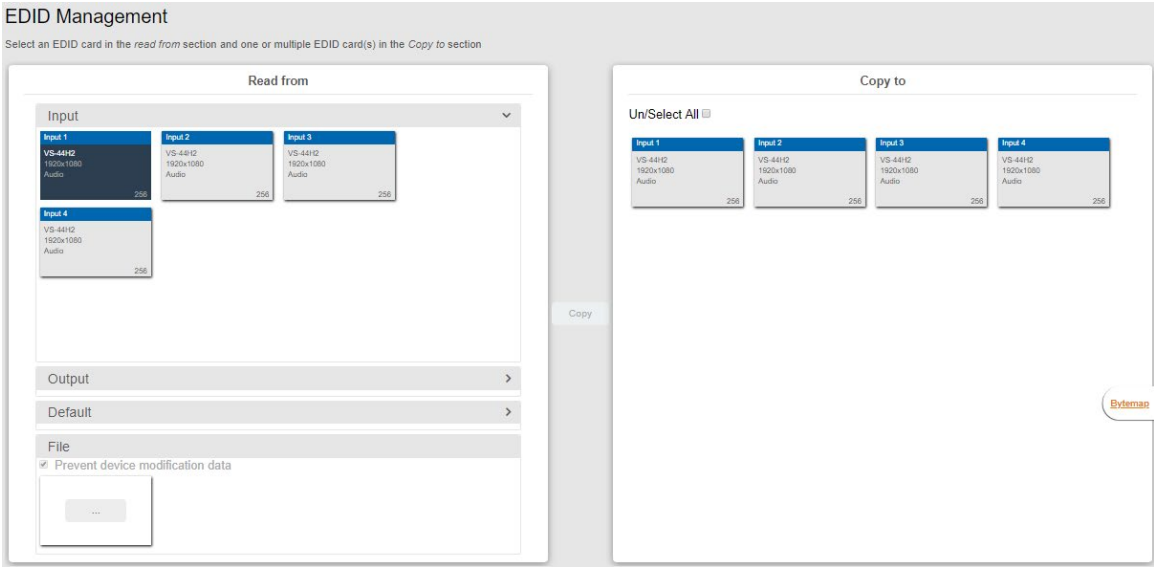 EDID Management
Select an EDID card in the read from section and one or multiple EDID card(s) in the Copy to section
Read from
Input
Input 1
VS-44H2
1920x1080
Audio
256
Input 2
VS-44H2
1920x1080
Audio
256
Input 3
VS-44H2
1920x1080
Audio
256
Input 4
VS-44H2
1920x1080
Audio
256
Output
Default
File
Prevent device modification data
...
Copy
Copy to
Un/Select All
Input 1
VS-44H2
1920x1080
Audio
256
Input 2
VS-44H2
1920x1080
Audio
256
Input 3
VS-44H2
1920x1080
Audio
256
Input 4
VS-44H2
1920x1080
Audio
256
Bytemap